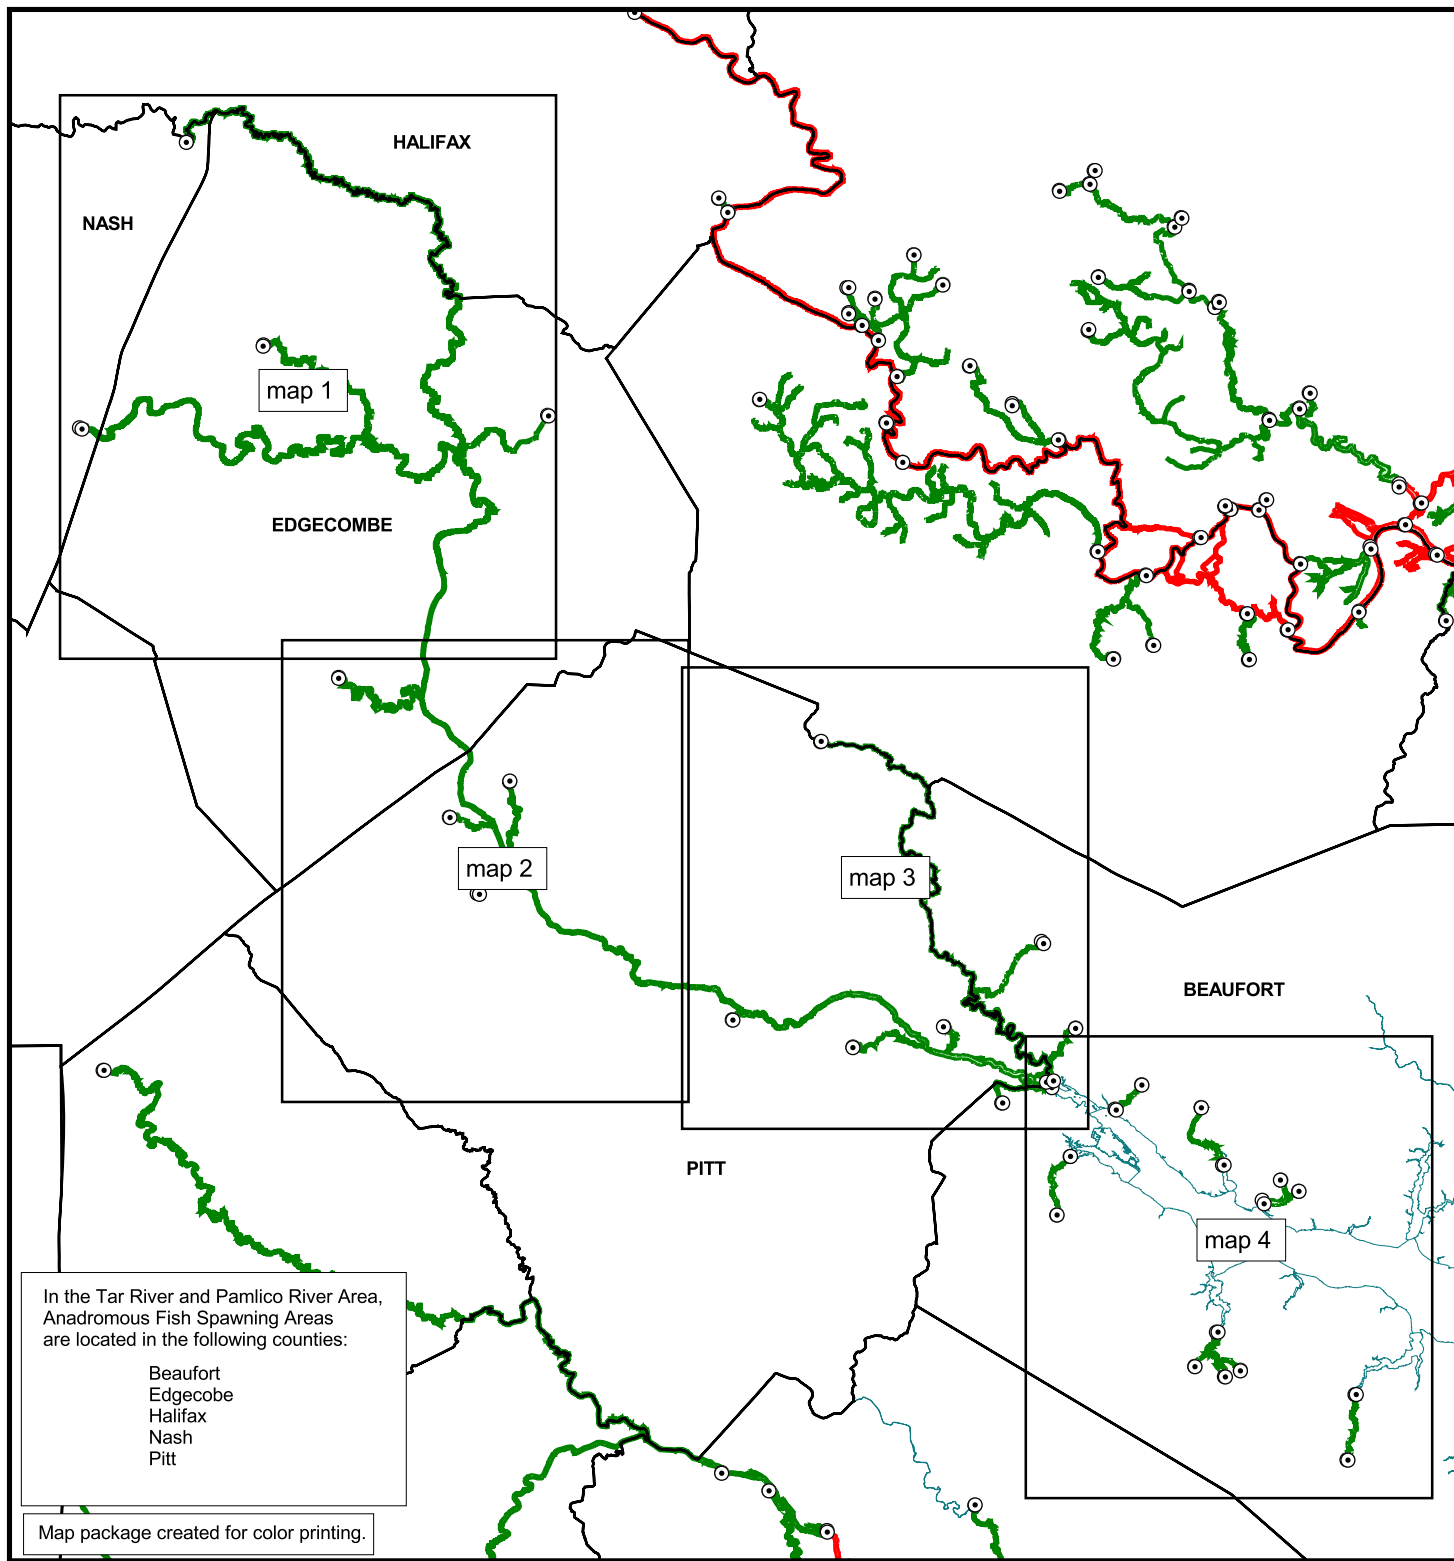 HALIFAX
NASH
map 1
EDGECOMBE
map 2
map 3
BEAUFORT
PITT
map 4
In the Tar River and Pamlico River Area,
Anadromous Fish Spawning Areas
are located in the following counties:
Beaufort
Edgecobe
Halifax
Nash
Pitt
Map package created for color printing.